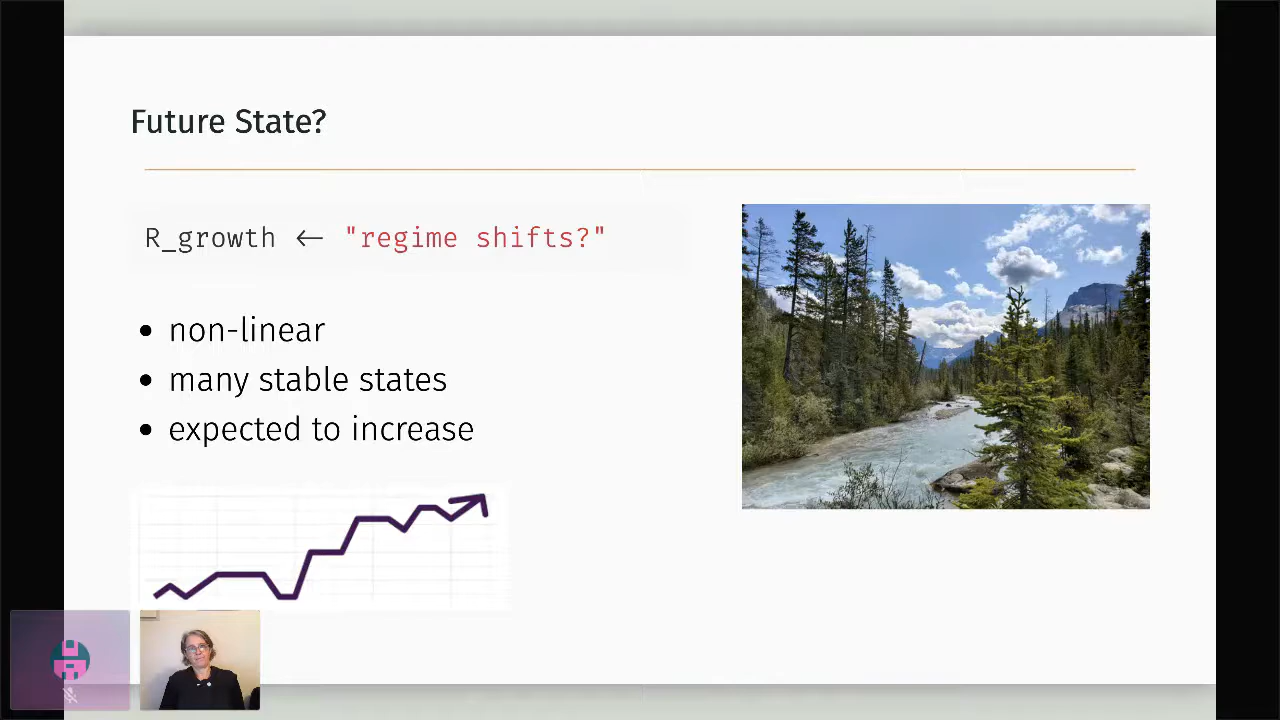 Future State?
R_growth ← "regime shifts?"
• non-linear
• many stable states
• expected to increase